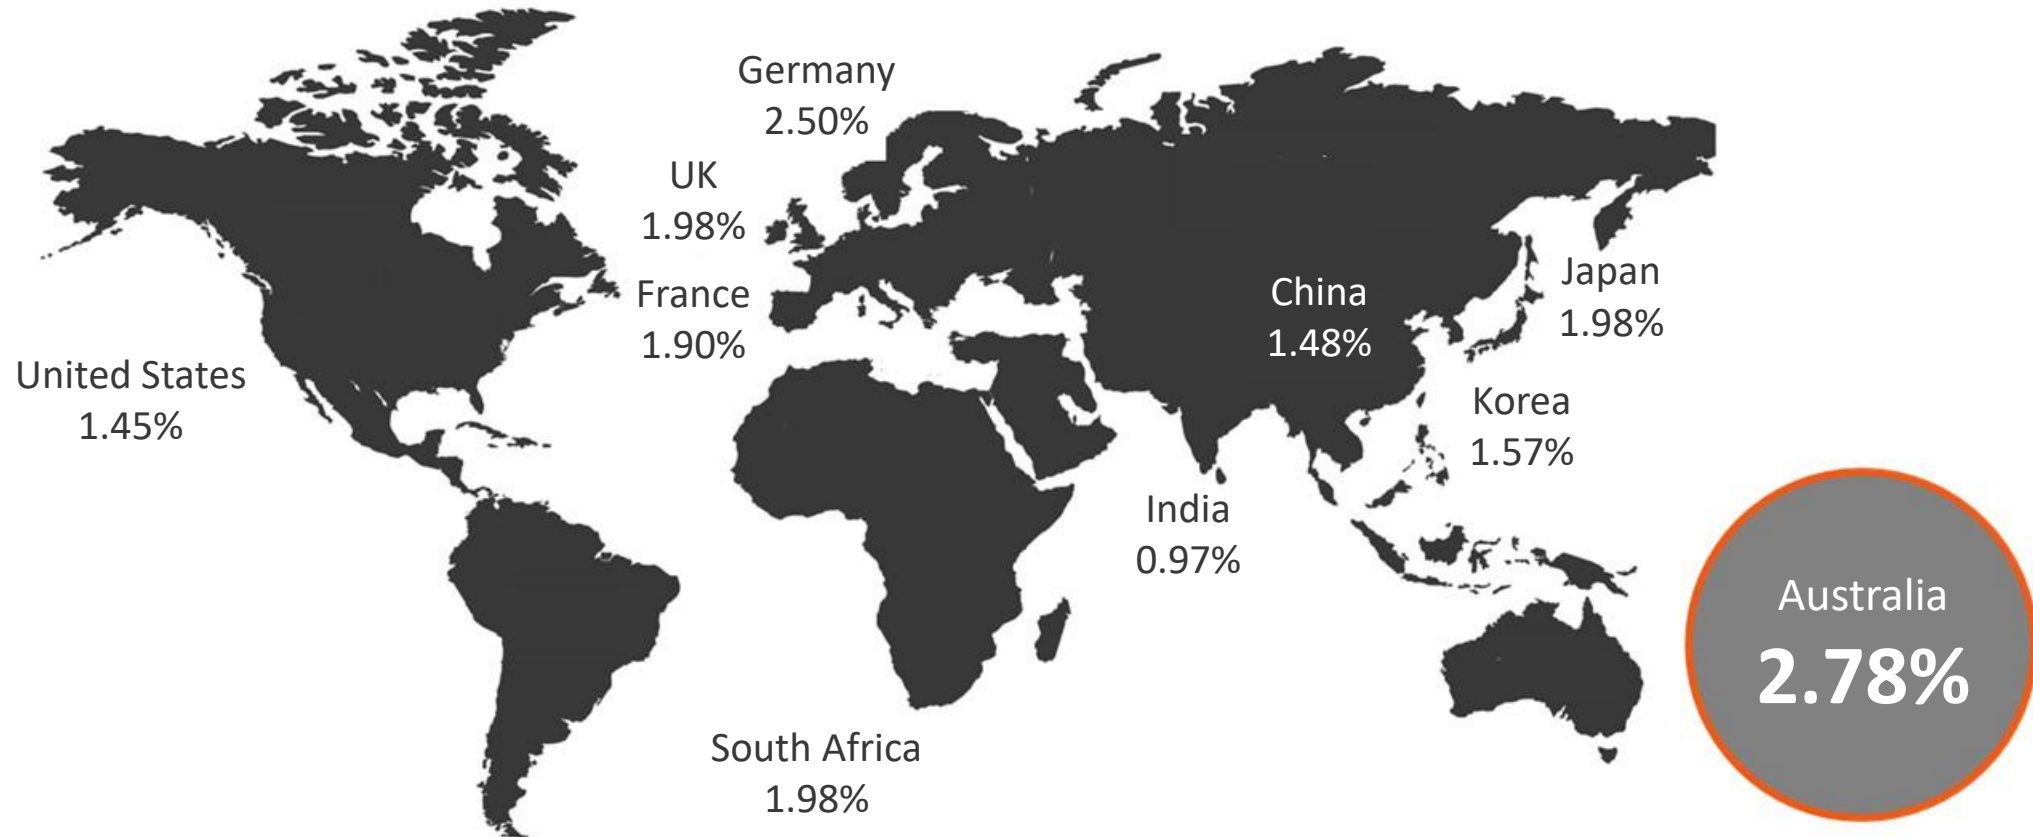 Germany
2.50%
UK
1.98%
France
1.90%
United States
1.45%
China
1.48%
Japan
1.98%
Korea
1.57%
India
0.97%
South Africa
1.98%
Australia
2.78%